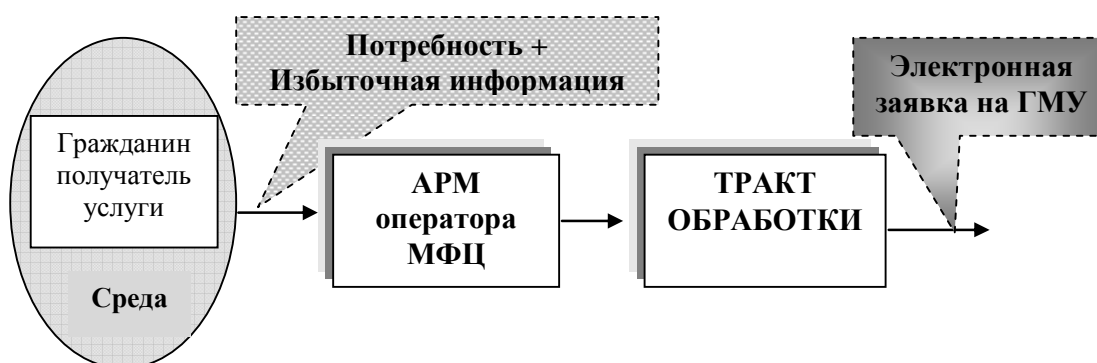 Потребность +
Избыточная информация
Электронная
заявка на ГМУ
Гражданин
получатель
услуги
Среда
АРМ
оператора
МФЦ
ТРАКТ
ОБРАБОТКИ